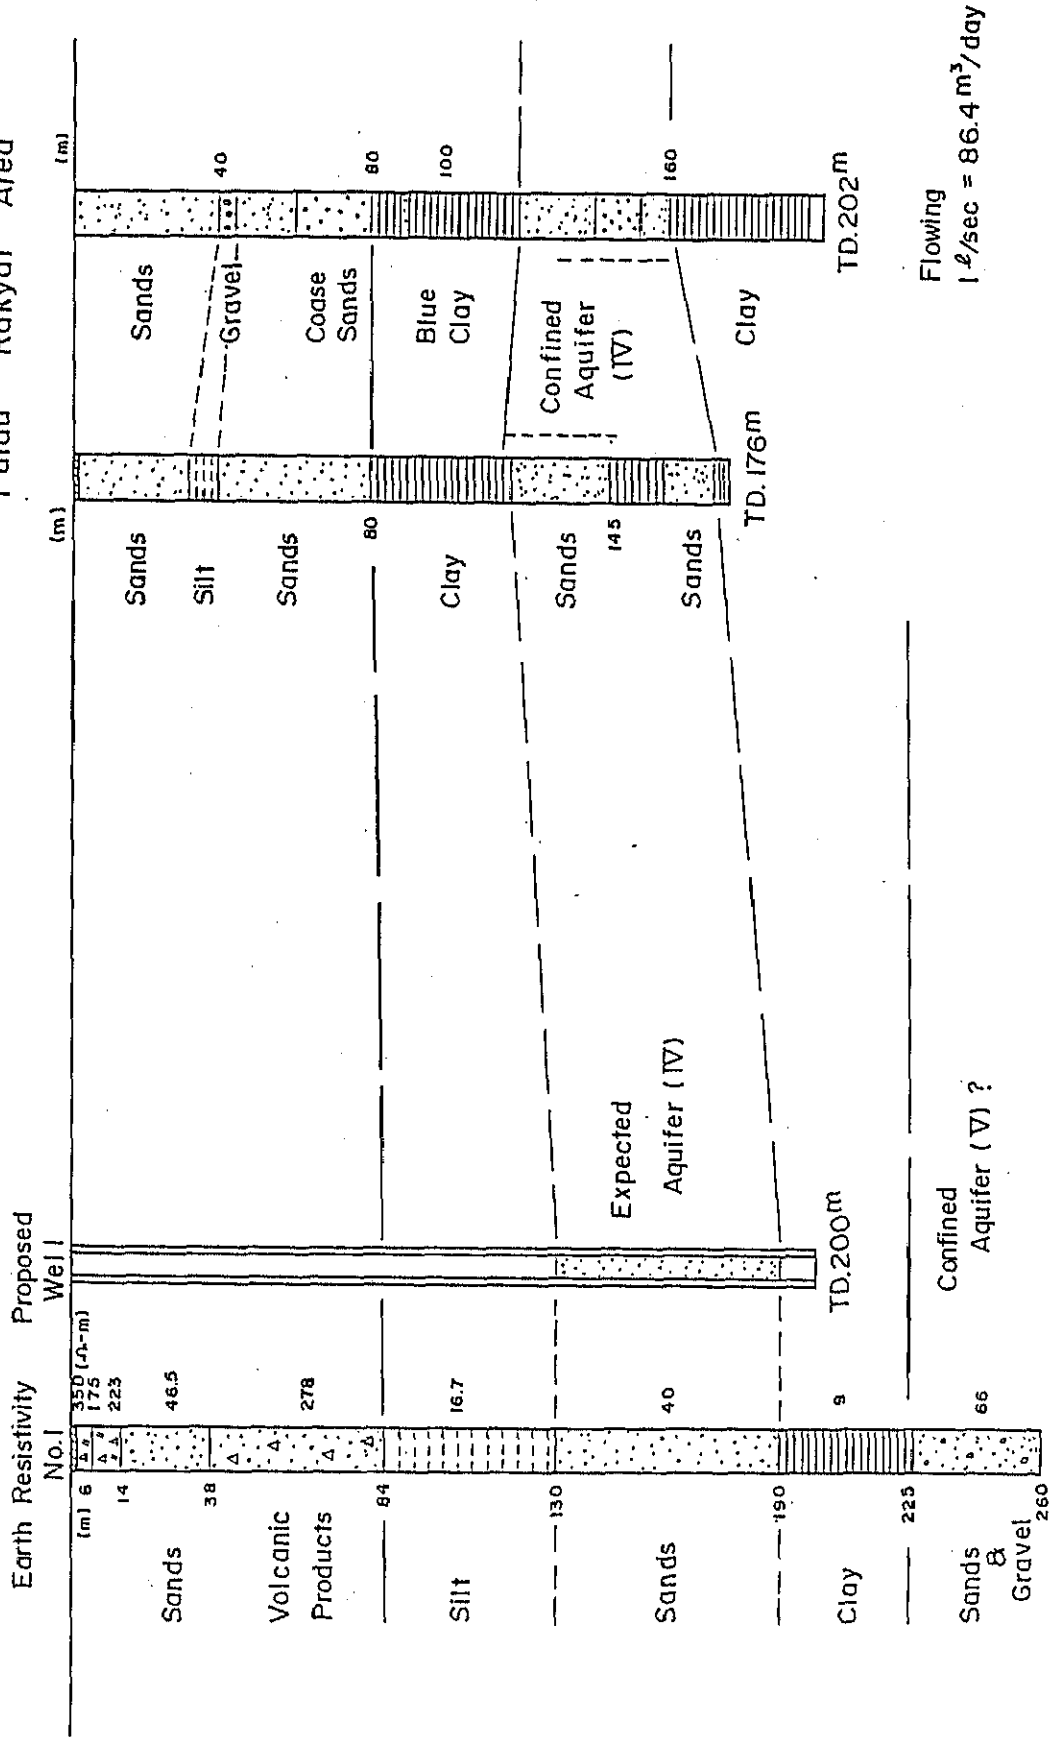 Earth Resistivity
No.1
Proposed
Well
(m)
6
14
38
84
130
190
225
260
350 (Ω-m)
175
223
46.5
278
16.7
40
9
66
Sands
Volcanic
Products
Silt
Sands
Clay
Sands
&
Gravel
TD.200m
Expected
Aquifer (IV)
Confined
Aquifer (V) ?
(m)
Sands
Silt
Sands
80
Clay
Sands
145
Sands
TD.176m
Area
(m)
Sands
40
Gravel
Coase
Sands
80
Blue
Clay
100
Confined
Aquifer
(IV)
160
Clay
TD.202m
Flowing
1 ℓ/sec = 86.4 m³/day